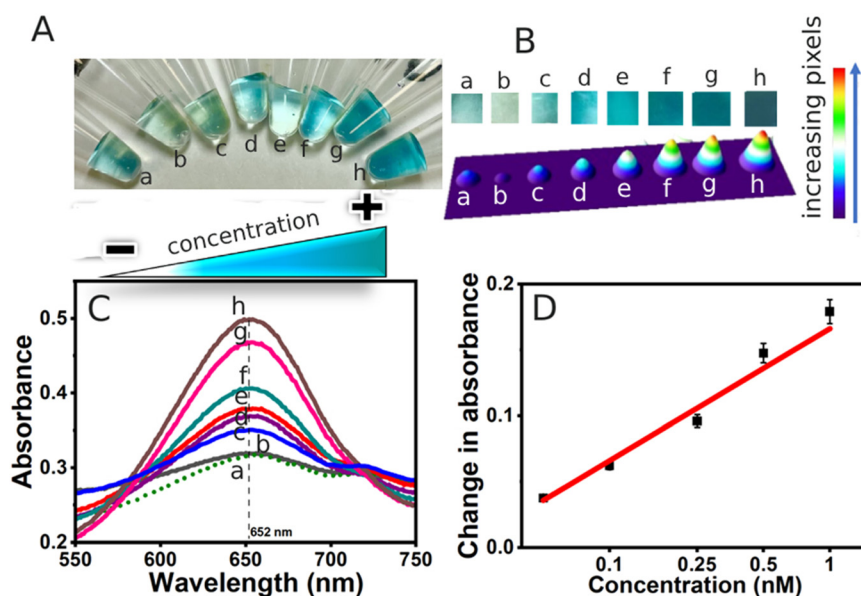 A
a
b
c
d
e
f
g
h
− concentration +
B
a b c d e f g h
a b c d e f g h
increasing pixels
C
Absorbance
0.5
0.4
0.3
0.2
h
g
f
e
d
c
b
a
652 nm
550 600 650 700 750
Wavelength (nm)
D
Change in absorbance
0.2
0.1
0.0
0.1 0.25 0.5 1
Concentration (nM)